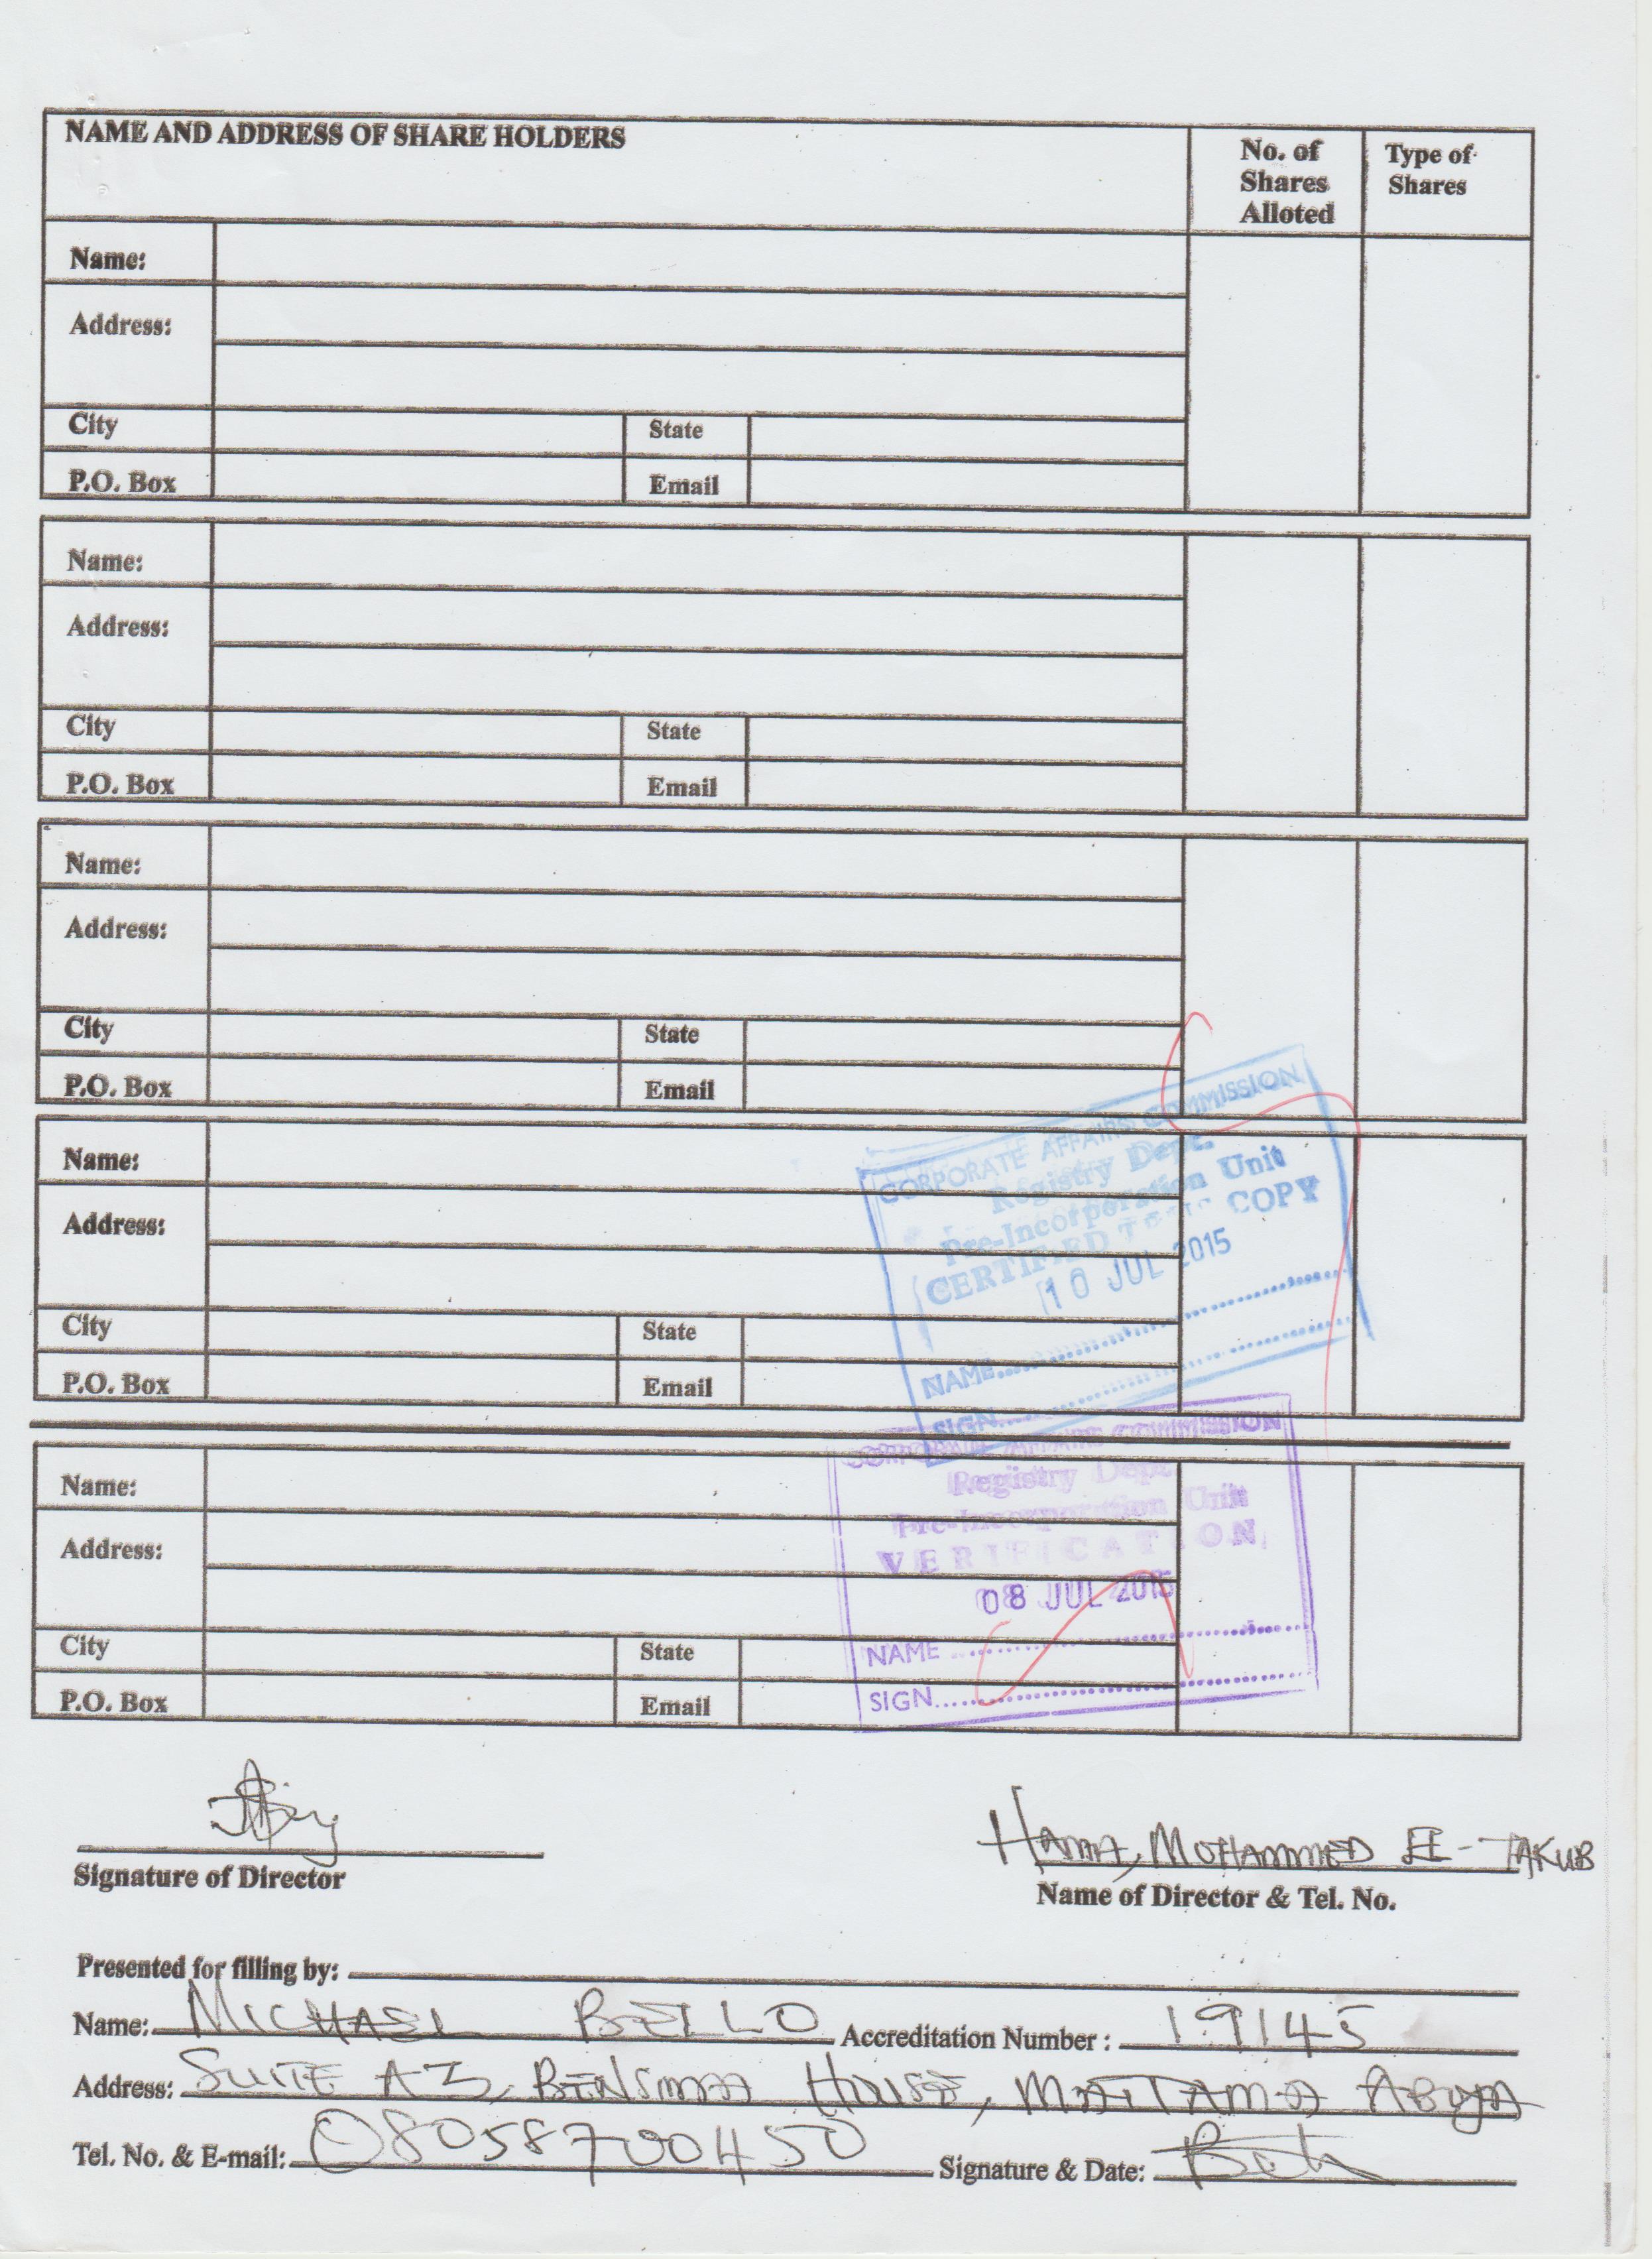 NAME AND ADDRESS OF SHARE HOLDERS
No. of Shares Alloted
Type of Shares
Name:
Address:
City
State
P.O. Box
Email
Name:
Address:
City
State
P.O. Box
Email
Name:
Address:
City
State
P.O. Box
Email
Name:
Address:
City
State
P.O. Box
Email
CORPORATE AFFAIRS COMMISSION
Registry Dept.
Pre-Incorporation Unit
CERTIFIED TRUE COPY
10 JUL 2015
NAME
SIGN
Name:
Address:
City
State
P.O. Box
Email
CORPORATE AFFAIRS COMMISSION
Registry Dept.
Pre-Incorporation Unit
VERIFICATION
08 JUL 2015
NAME
SIGN
MOHAMMED
Signature of Director
Name of Director & Tel. No.
Presented for filling by:
Name: MICHAEL BELLO Accreditation Number : 19145
Address: SUITE A3, HOUSE, MAITAMA ABUJA
Tel. No. & E-mail: 08058700450 Signature & Date: